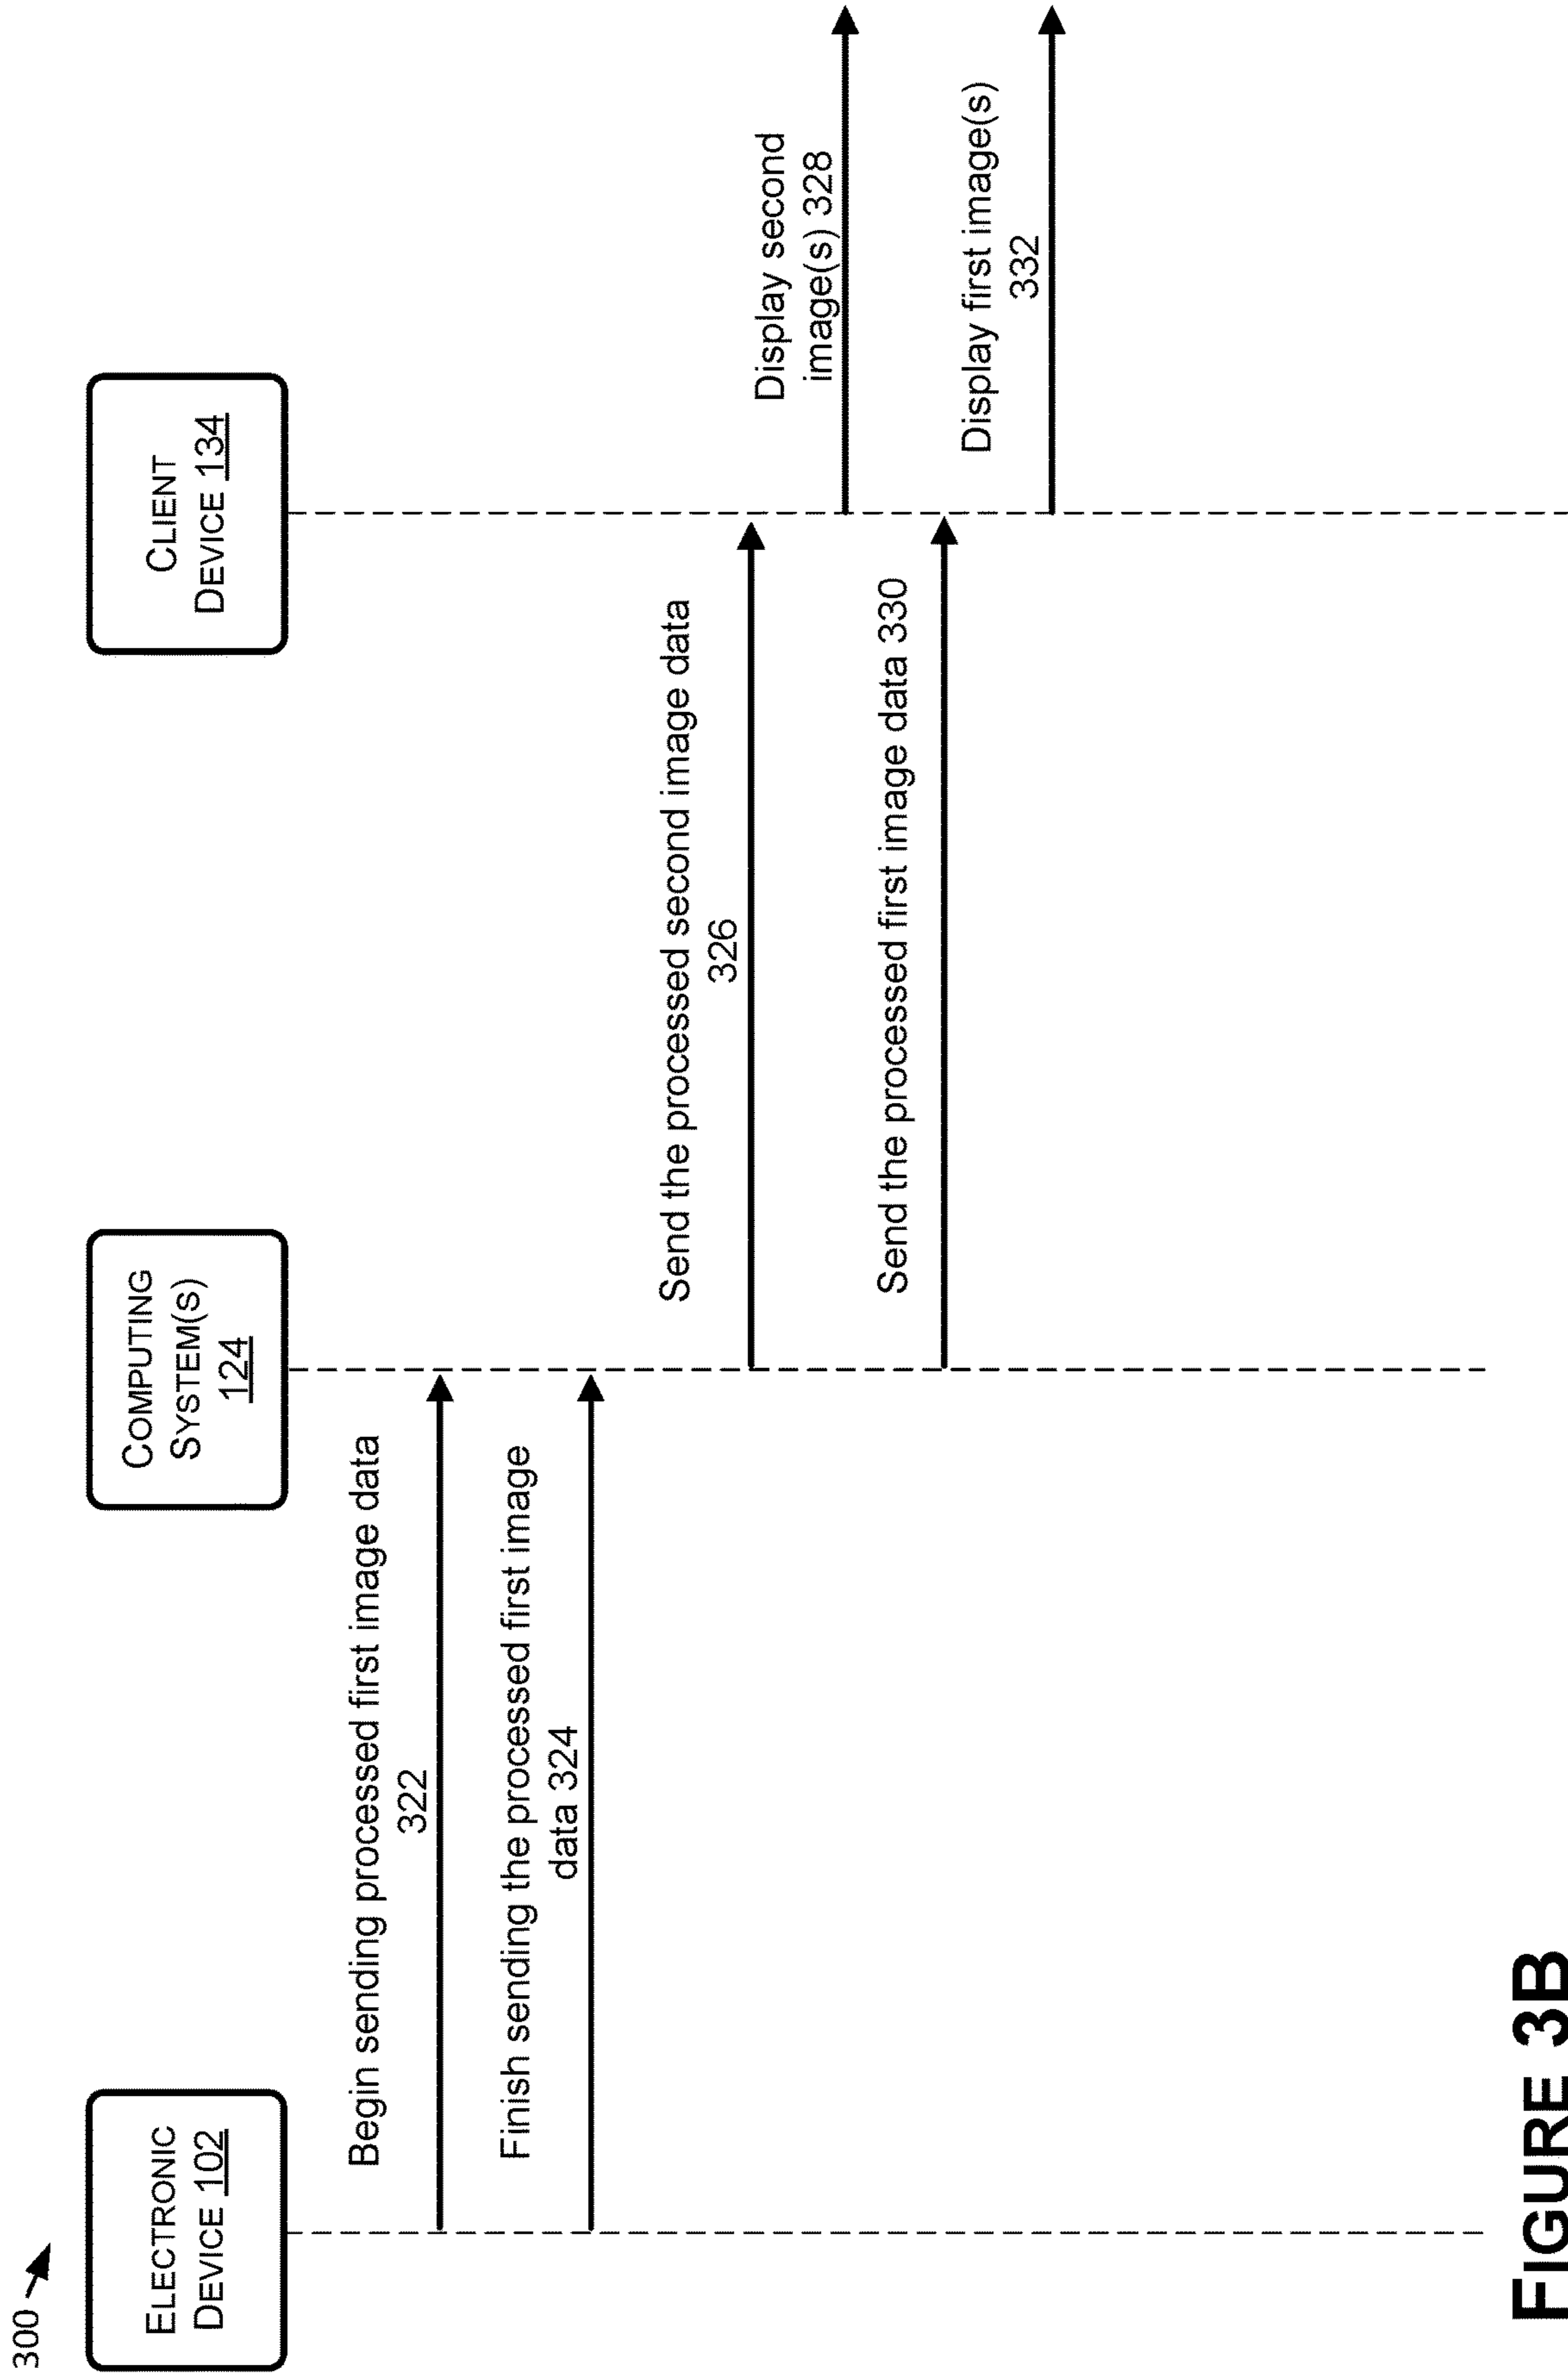 300
ELECTRONIC
DEVICE 102
COMPUTING
SYSTEM(S)
124
CLIENT
DEVICE 134
Begin sending processed first image data
322
Finish sending the processed first image
data 324
Send the processed second image data
326
Display second
image(s) 328
Send the processed first image data 330
Display first image(s)
332
FIGURE 3B